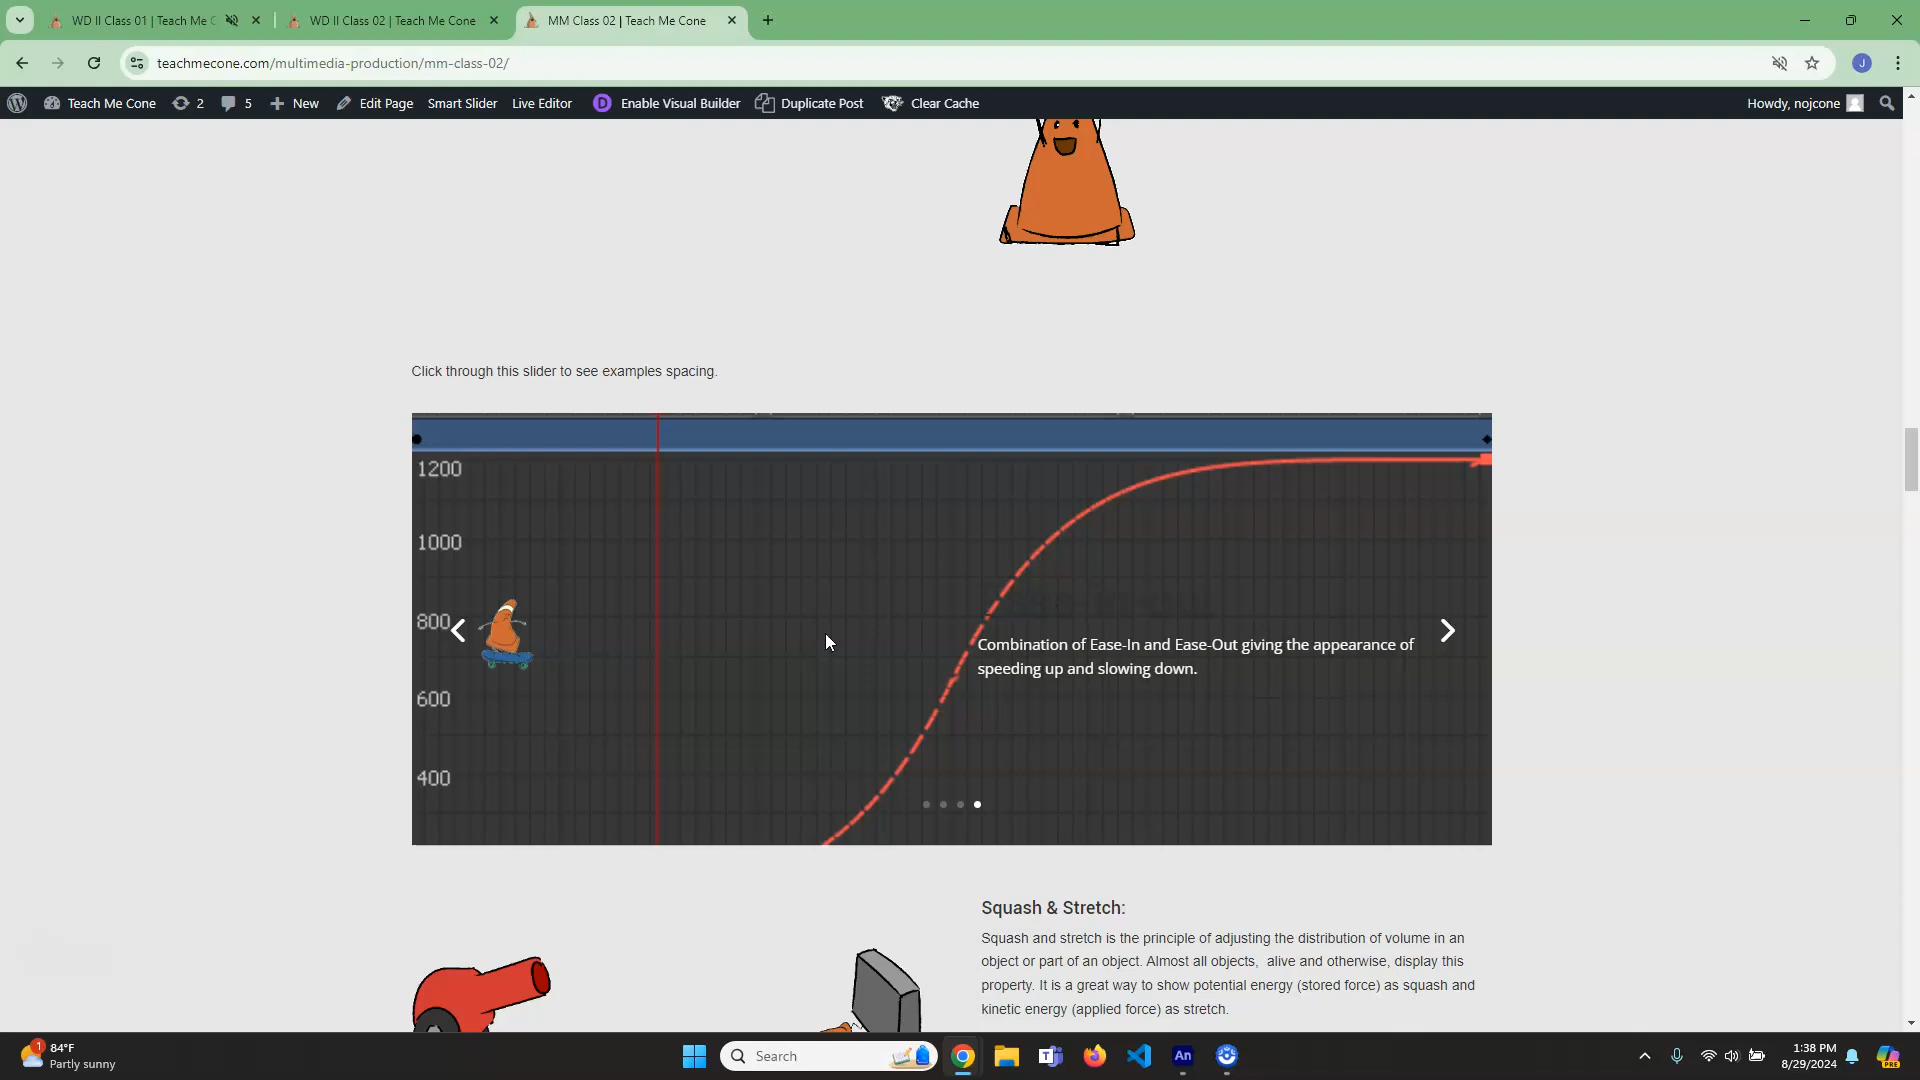 WD II Class 01 | Teach Me C
WD II Class 02 | Teach Me Cone
MM Class 02 | Teach Me Cone
teachmecone.com/multimedia-production/mm-class-02/
J
Teach Me Cone
2
5
New
Edit Page
Smart Slider
Live Editor
D
Enable Visual Builder
Duplicate Post
Clear Cache
Howdy, nojcone
Click through this slider to see examples spacing.
1200
1000
800
600
400
Combination of Ease-In and Ease-Out giving the appearance of
speeding up and slowing down.
Squash & Stretch:
Squash and stretch is the principle of adjusting the distribution of volume in an
object or part of an object. Almost all objects, alive and otherwise, display this
property. It is a great way to show potential energy (stored force) as squash and
kinetic energy (applied force) as stretch.
1
84°F
Partly sunny
Search
An
1:38 PM
8/29/2024
PRE